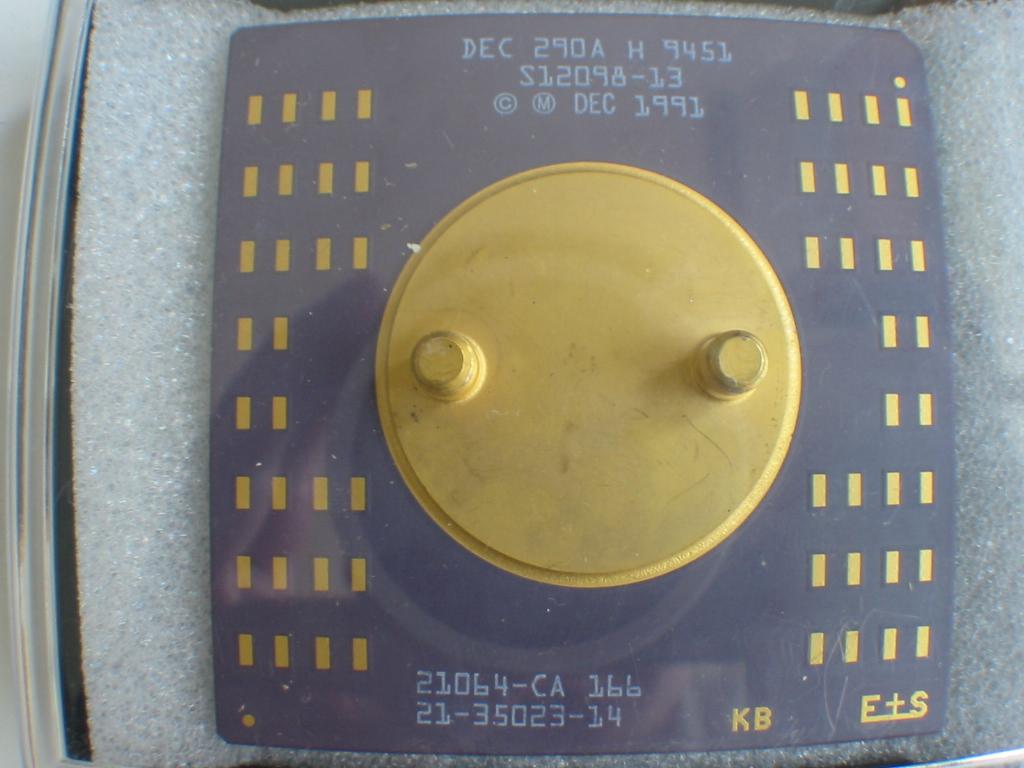 DEC 290A H 9451
S12098-13
© Ⓜ DEC 1991
21064-CA 166
21-35023-14
KB
E+S